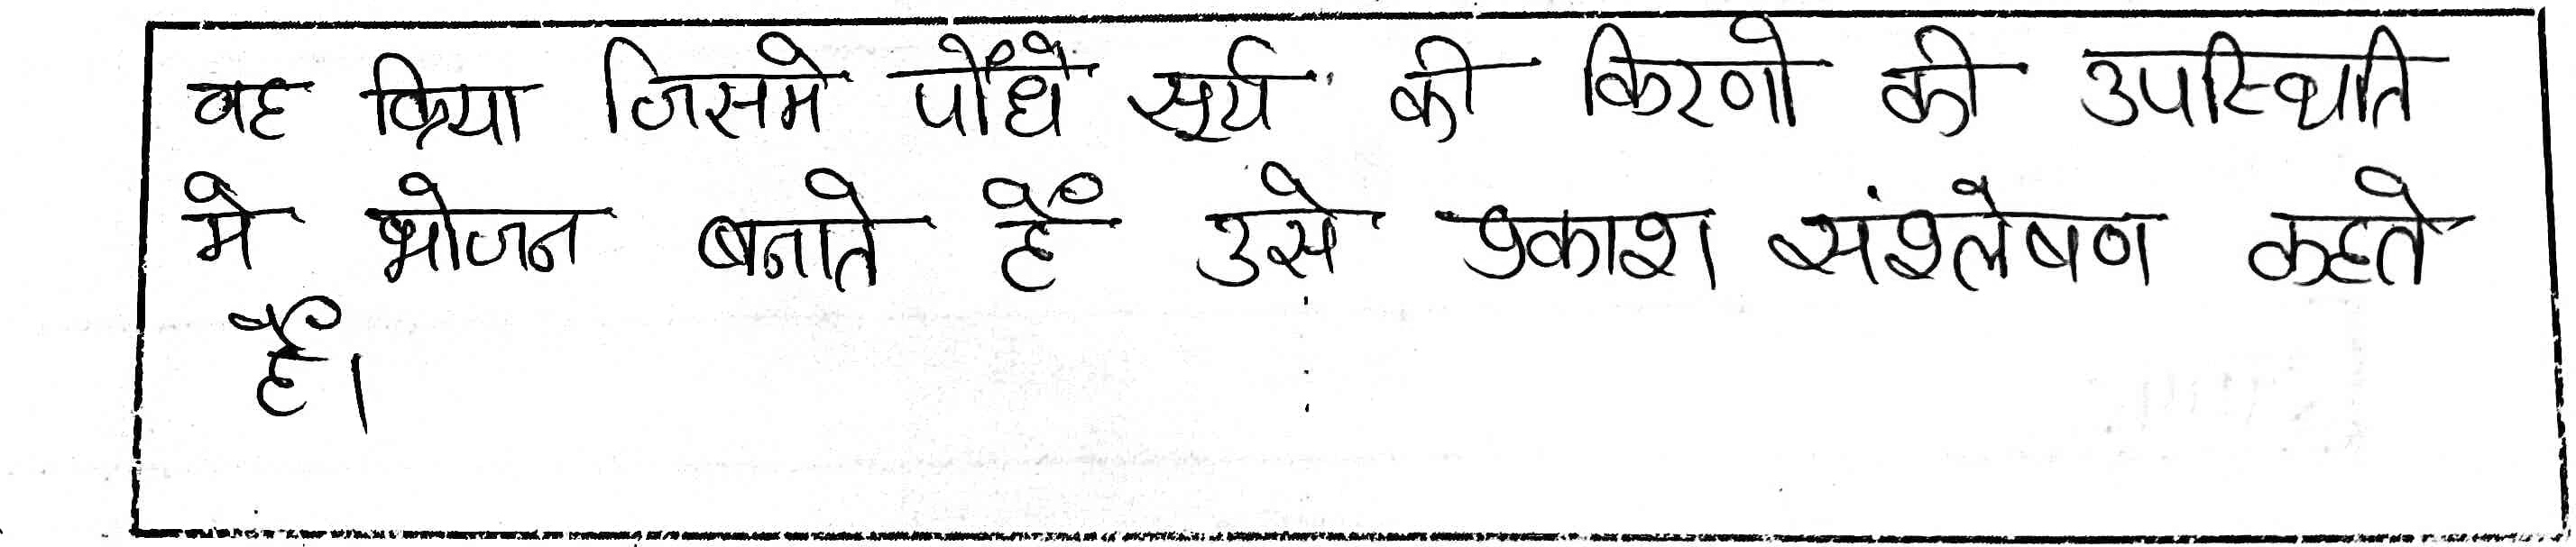 वह क्रिया जिसमे पौधे सूर्य की किरणो की उपस्थिति
मे भोजन बनाते हैं उसे प्रकाश संश्लेषण कहते
हैं।